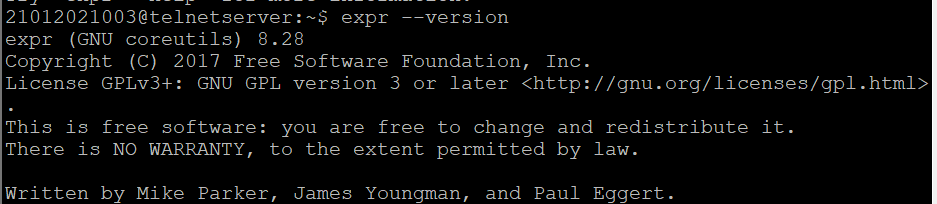 21012021003@telnetserver:~$ expr --version
expr (GNU coreutils) 8.28
Copyright (C) 2017 Free Software Foundation, Inc.
License GPLv3+: GNU GPL version 3 or later <http://gnu.org/licenses/gpl.html>
.
This is free software: you are free to change and redistribute it.
There is NO WARRANTY, to the extent permitted by law.
Written by Mike Parker, James Youngman, and Paul Eggert.